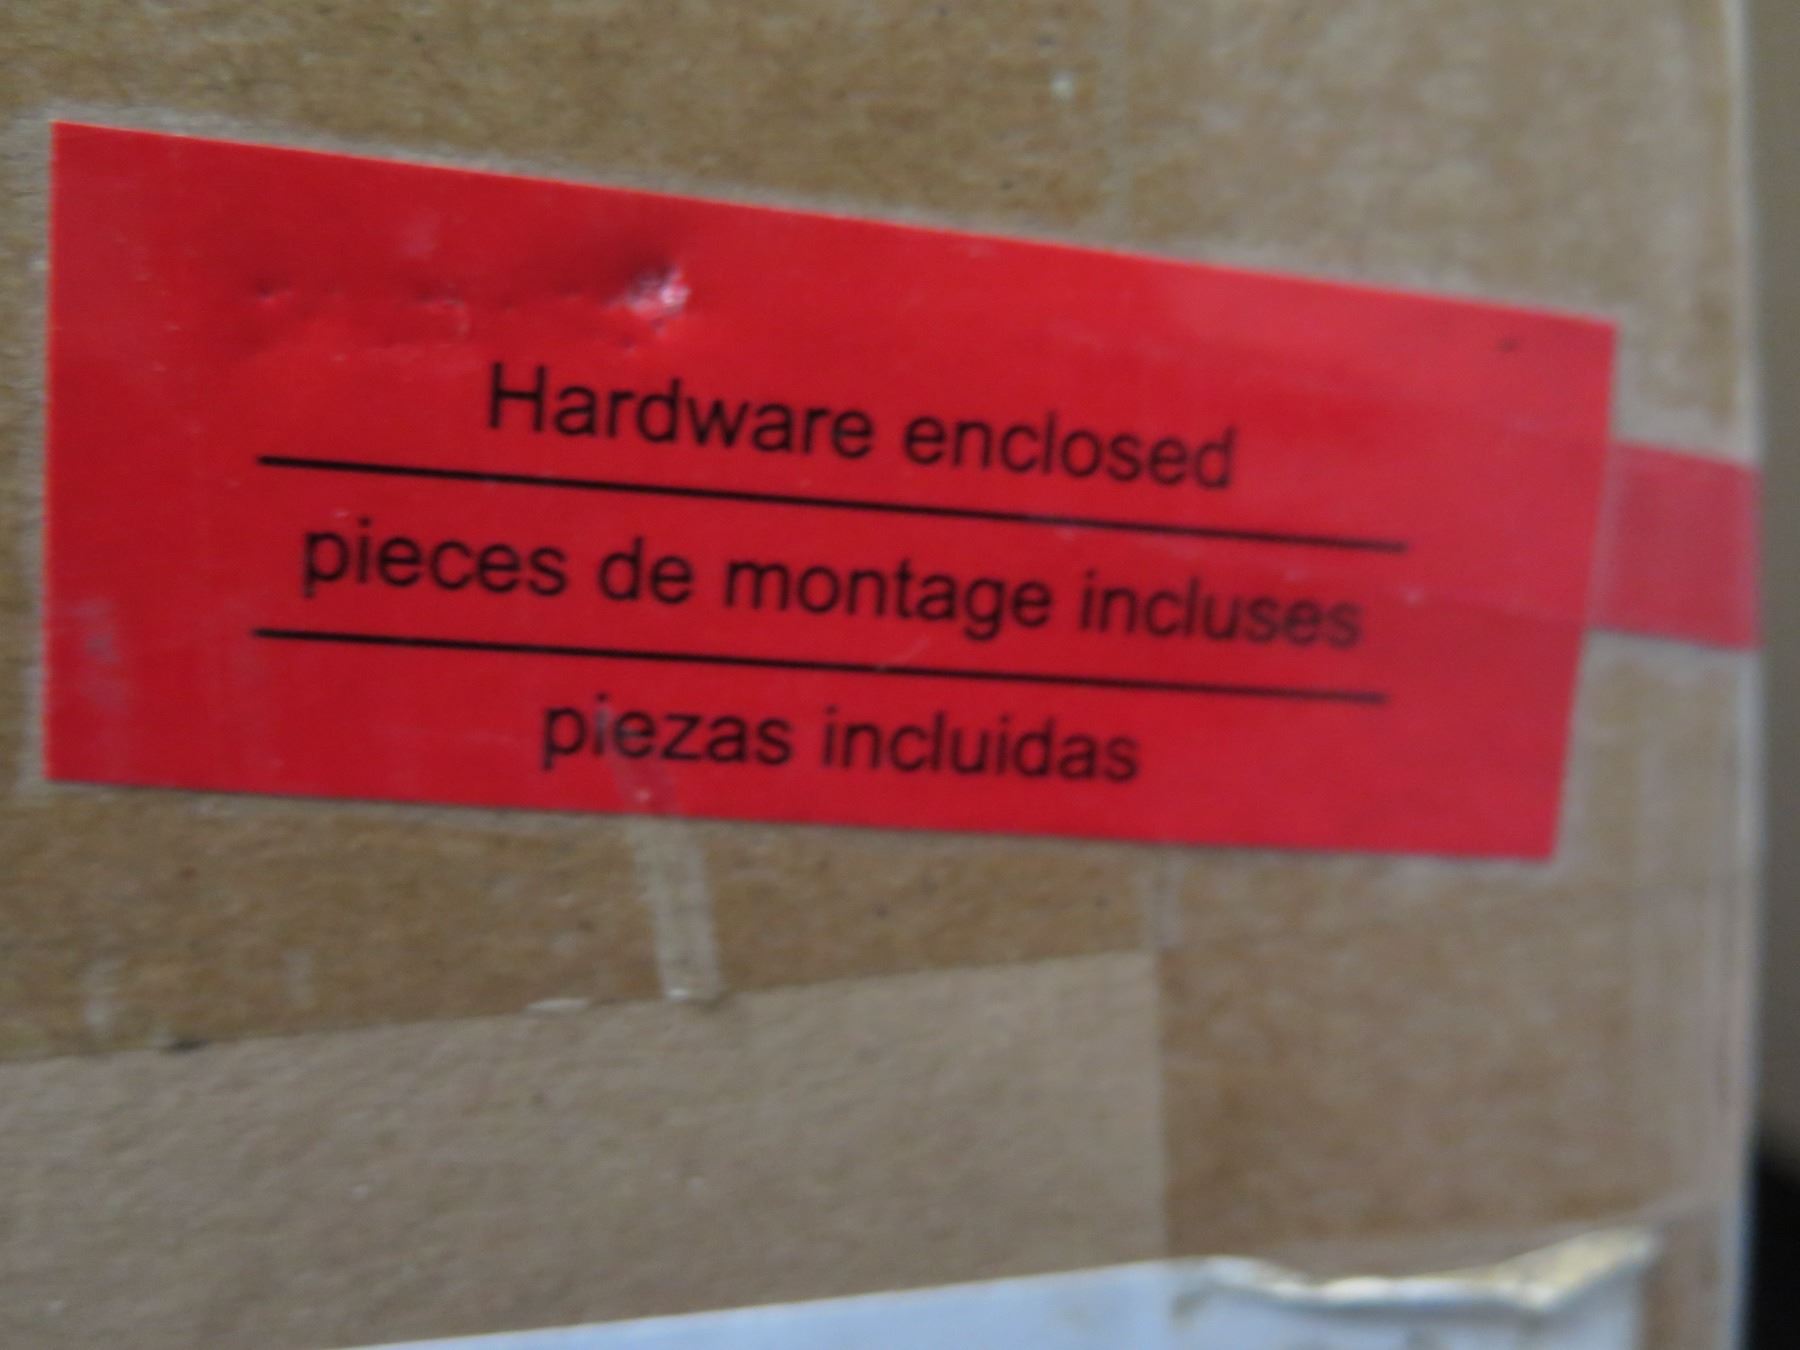 Hardware enclosed
pieces de montage incluses
piezas incluidas